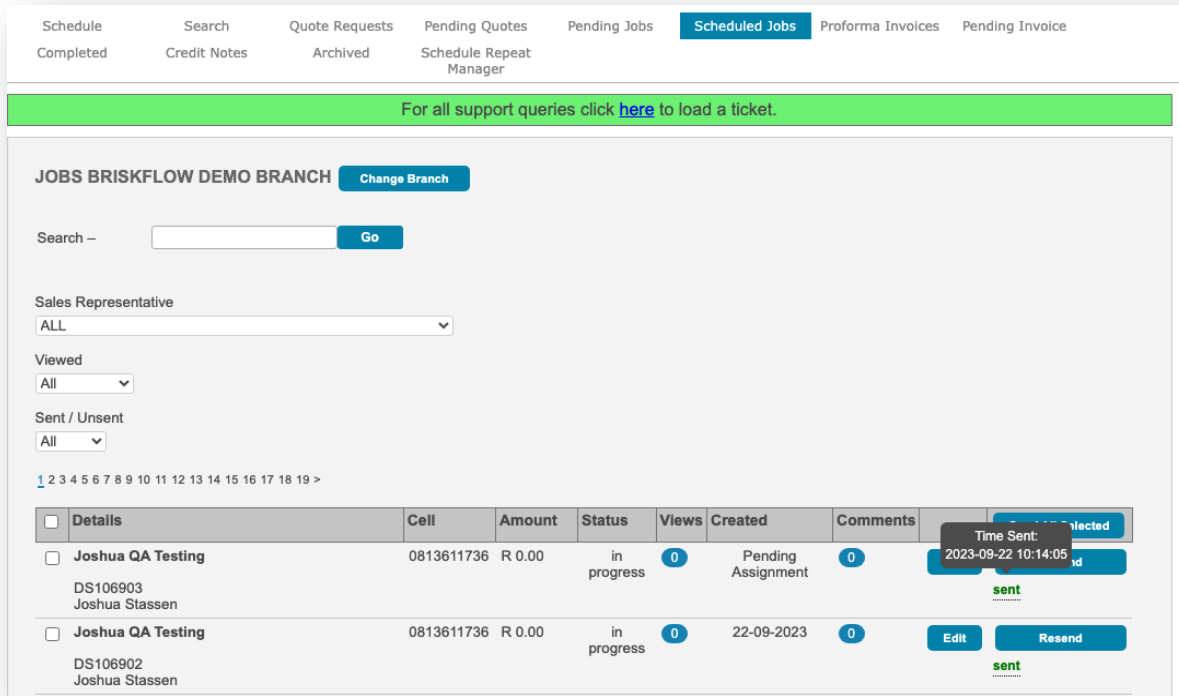 Schedule Search Quote Requests Pending Quotes Pending Jobs Scheduled Jobs Proforma Invoices Pending Invoice
Completed Credit Notes Archived Schedule Repeat Manager
For all support queries click here to load a ticket.
JOBS BRISKFLOW DEMO BRANCH Change Branch
Search – Go
Sales Representative
ALL
Viewed
All
Sent / Unsent
All
1 2 3 4 5 6 7 8 9 10 11 12 13 14 15 16 17 18 19 >
Details Cell Amount Status Views Created Comments
Time Sent:
2023-09-22 10:14:05
Joshua QA Testing 0813611736 R 0.00 in progress 0 Pending Assignment 0
DS106903 sent
Joshua Stassen
Joshua QA Testing 0813611736 R 0.00 in progress 0 22-09-2023 0 Edit Resend
DS106902 sent
Joshua Stassen